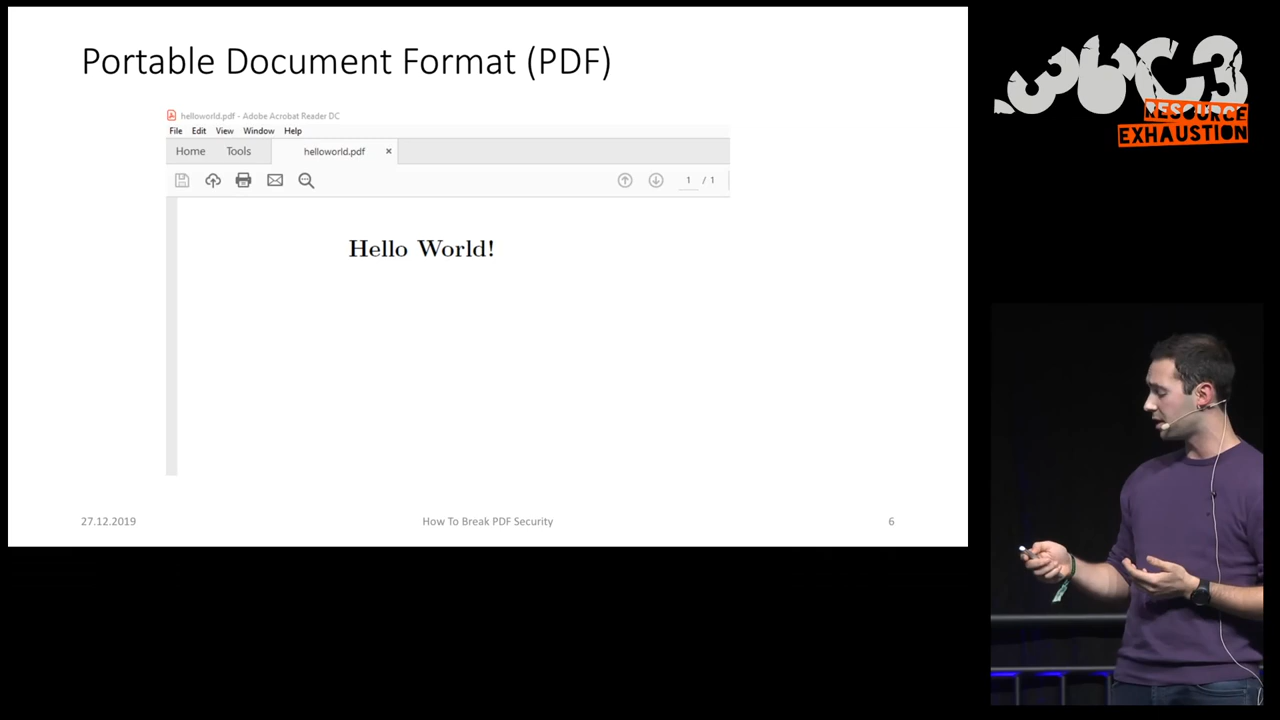 Portable Document Format (PDF)
helloworld.pdf - Adobe Acrobat Reader DC
File Edit View Window Help
Home Tools helloworld.pdf ×
1 / 1
Hello World!
27.12.2019 How To Break PDF Security 6
36C3
RESOURCE
EXHAUSTION